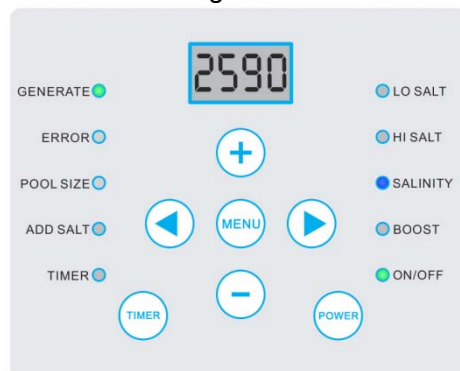 2590
GENERATE
LO SALT
ERROR
HI SALT
POOL SIZE
SALINITY
ADD SALT
MENU
BOOST
TIMER
ON/OFF
TIMER
POWER